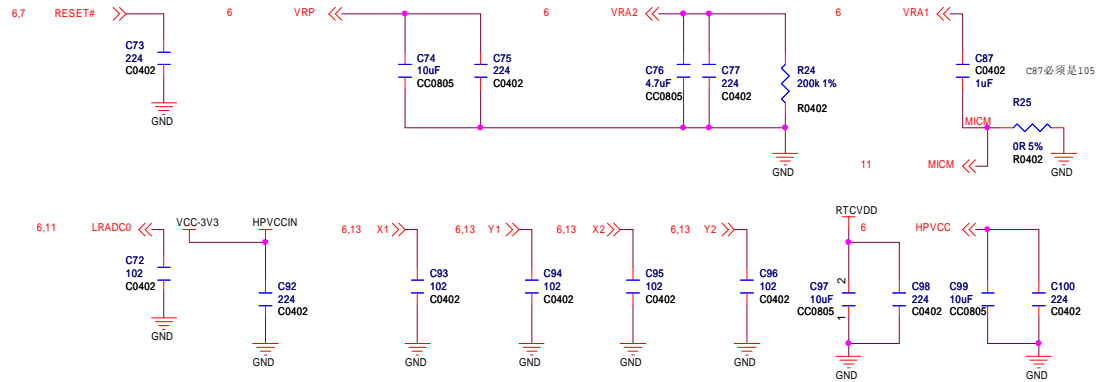 6,7 RESET#
C73
224
C0402
GND
6 VRP
C74
10uF
CC0805
C75
224
C0402
6 VRA2
C76
4.7uF
CC0805
C77
224
C0402
R24
200k 1%
R0402
GND
6 VRA1
C87
C0402
1uF
C87必须是105
R25
MICM
0R 5%
R0402
GND
11 MICM
6,11 LRADC0
C72
102
C0402
GND
VCC-3V3 HPVCCIN
C92
224
C0402
GND
6,13 X1
C93
102
C0402
GND
6,13 Y1
C94
102
C0402
GND
6,13 X2
C95
102
C0402
GND
6,13 Y2
C96
102
C0402
GND
RTCVDD
2
C97
10uF
CC0805
1
C98
224
C0402
GND
6 HPVCC
C99
10uF
CC0805
C100
224
C0402
GND